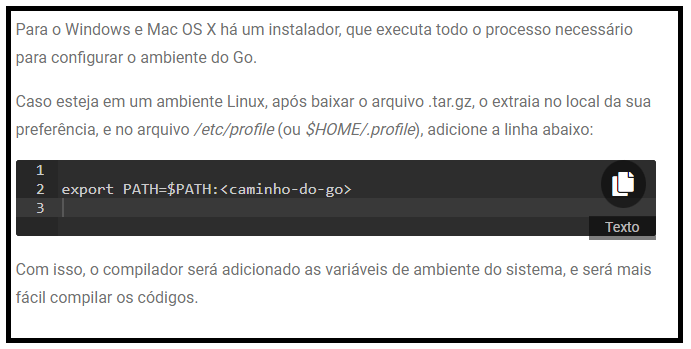 Para o Windows e Mac OS X há um instalador, que executa todo o processo necessário
para configurar o ambiente do Go.
Caso esteja em um ambiente Linux, após baixar o arquivo .tar.gz, o extraia no local da sua
preferência, e no arquivo /etc/profile (ou $HOME/.profile), adicione a linha abaixo:
1
2 export PATH=$PATH:<caminho-do-go>
3
Texto
Com isso, o compilador será adicionado as variáveis de ambiente do sistema, e será mais
fácil compilar os códigos.